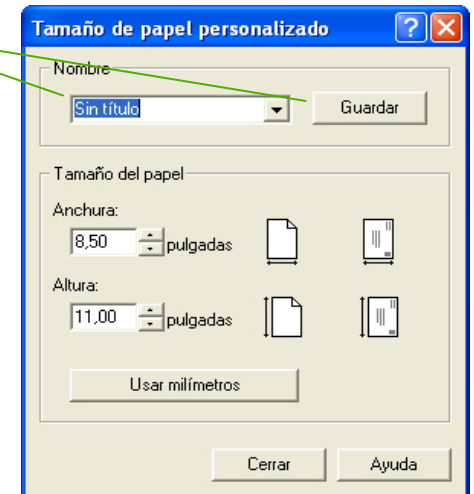 Tamaño de papel personalizado
Nombre
Sin título
Guardar
Tamaño del papel
Anchura:
8,50 pulgadas
Altura:
11,00 pulgadas
Usar milímetros
Cerrar Ayuda